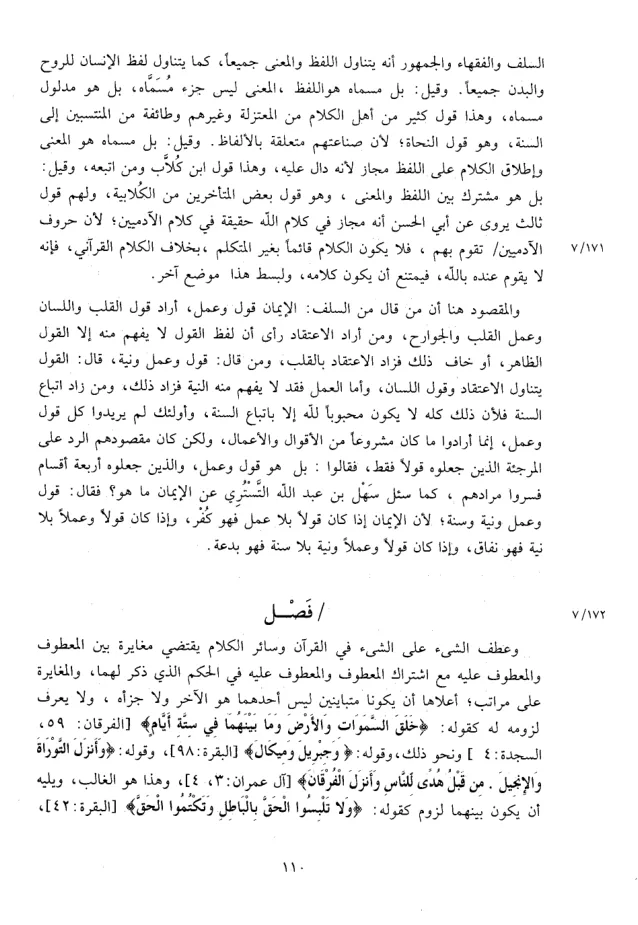 السلف والفقهاء والجمهور أنه يتناول اللفظ والمعنى جميعاً، كما يتناول لفظ الإنسان للروح
والبدن جميعاً. وقيل: بل مسماه هواللفظ ،المعنى ليس جزء مُسَمَّاه، بل هو مدلول
مسماه، وهذا قول كثير من أهل الكلام من المعتزلة وغيرهم وطائفة من المنتسبين إلى
السنة، وهو قول النحاة؛ لأن صناعتهم متعلقة بالألفاظ. وقيل: بل مسماه هو المعنى
وإطلاق الكلام على اللفظ مجاز لأنه دال عليه، وهذا قول ابن كُلاَّب ومن اتبعه، وقيل:
بل هو مشترك بين اللفظ والمعنى ، وهو قول بعض المتأخرين من الكُلابية، ولهم قول
ثالث يروى عن أبي الحسن أنه مجاز في كلام الله حقيقة في كلام الآدميين؛ لأن حروف
الآدميين/ تقوم بهم ، فلا يكون الكلام قائماً بغير المتكلم ،بخلاف الكلام القرآني، فإنه ٧/١٧١
لا يقوم عنده بالله، فيمتنع أن يكون كلامه، ولبسط هذا موضع آخر.
والمقصود هنا أن من قال من السلف: الإيمان قول وعمل، أراد قول القلب واللسان
وعمل القلب والجوارح، ومن أراد الاعتقاد رأى أن لفظ القول لا يفهم منه إلا القول
الظاهر، أو خاف ذلك فزاد الاعتقاد بالقلب، ومن قال: قول وعمل ونية، قال: القول
يتناول الاعتقاد وقول اللسان، وأما العمل فقد لا يفهم منه النية فزاد ذلك، ومن زاد اتباع
السنة فلأن ذلك كله لا يكون محبوباً لله إلا باتباع السنة، وأولئك لم يريدوا كل قول
وعمل، إنما أرادوا ما كان مشروعاً من الأقوال والأعمال، ولكن كان مقصودهم الرد على
المرجئة الذين جعلوه قولاً فقط، فقالوا : بل هو قول وعمل، والذين جعلوه أربعة أقسام
فسروا مرادهم ، كما سئل سَهْل بن عبد الله التُّسْتُرِي عن الإيمان ما هو؟ فقال: قول
وعمل ونية وسنة؛ لأن الإيمان إذا كان قولاً بلا عمل فهو كُفْر، وإذا كان قولاً وعملاً بلا
نية فهو نفاق، وإذا كان قولاً وعملاً ونية بلا سنة فهو بدعة.
/ فَصْـــل ٧/١٧٢
وعطف الشىء على الشىء في القرآن وسائر الكلام يقتضي مغايرة بين المعطوف
والمعطوف عليه مع اشتراك المعطوف والمعطوف عليه في الحكم الذي ذكر لهما، والمغايرة
على مراتب؛ أعلاها أن يكونا متباينين ليس أحدهما هو الآخر ولا جزأه ، ولا يعرف
لزومه له كقوله: ﴿خَلَقَ السَّمَوَاتِ وَالأَرْضَ وَمَا بَيْنَهُمَا فِي سِتَّةِ أَيَّامٍ﴾ [الفرقان: ٥٩،
السجدة: ٤ ] ونحو ذلك،وقوله:﴿ وَجِبْرِيلَ وَمِيكَالَ﴾ [البقرة:٩٨]، وقوله:﴿وَأَنزَلَ التَّوْرَاةَ
وَالإِنجِيلَ . مِن قَبْلُ هُدًى لِّلنَّاسِ وَأَنزَلَ الْفُرْقَانَ﴾ [آل عمران:٣، ٤]، وهذا هو الغالب، ويليه
أن يكون بينهما لزوم كقوله: ﴿وَلا تَلْبِسُوا الْحَقَّ بِالْبَاطِلِ وَتَكْتُمُوا الْحَقَّ﴾ [البقرة:٤٢]،
١١٠